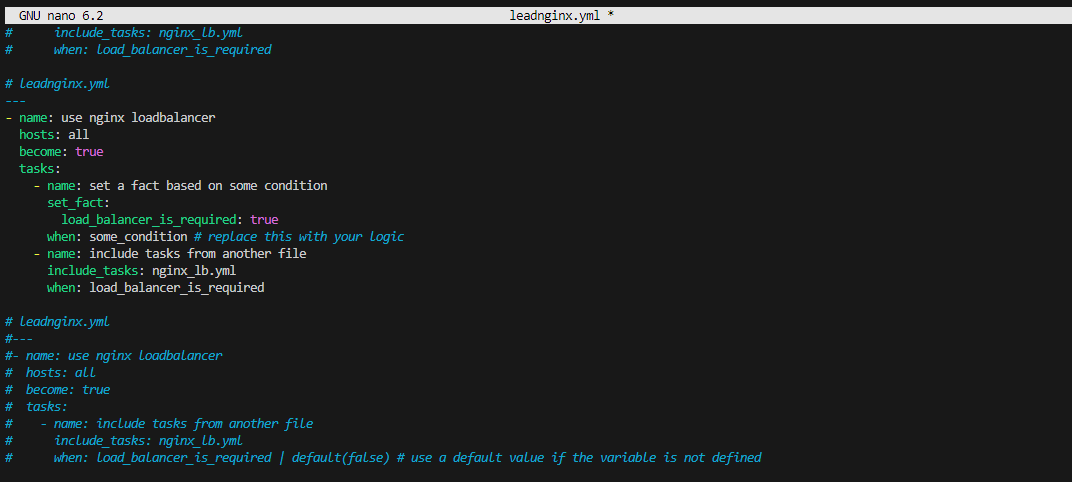 GNU nano 6.2 leadnginx.yml *
#      include_tasks: nginx_lb.yml
#      when: load_balancer_is_required
# leadnginx.yml
---
- name: use nginx loadbalancer
  hosts: all
  become: true
  tasks:
    - name: set a fact based on some condition
      set_fact:
        load_balancer_is_required: true
      when: some_condition # replace this with your logic
    - name: include tasks from another file
      include_tasks: nginx_lb.yml
      when: load_balancer_is_required
# leadnginx.yml
#---
#- name: use nginx loadbalancer
#  hosts: all
#  become: true
#  tasks:
#    - name: include tasks from another file
#      include_tasks: nginx_lb.yml
#      when: load_balancer_is_required | default(false) # use a default value if the variable is not defined